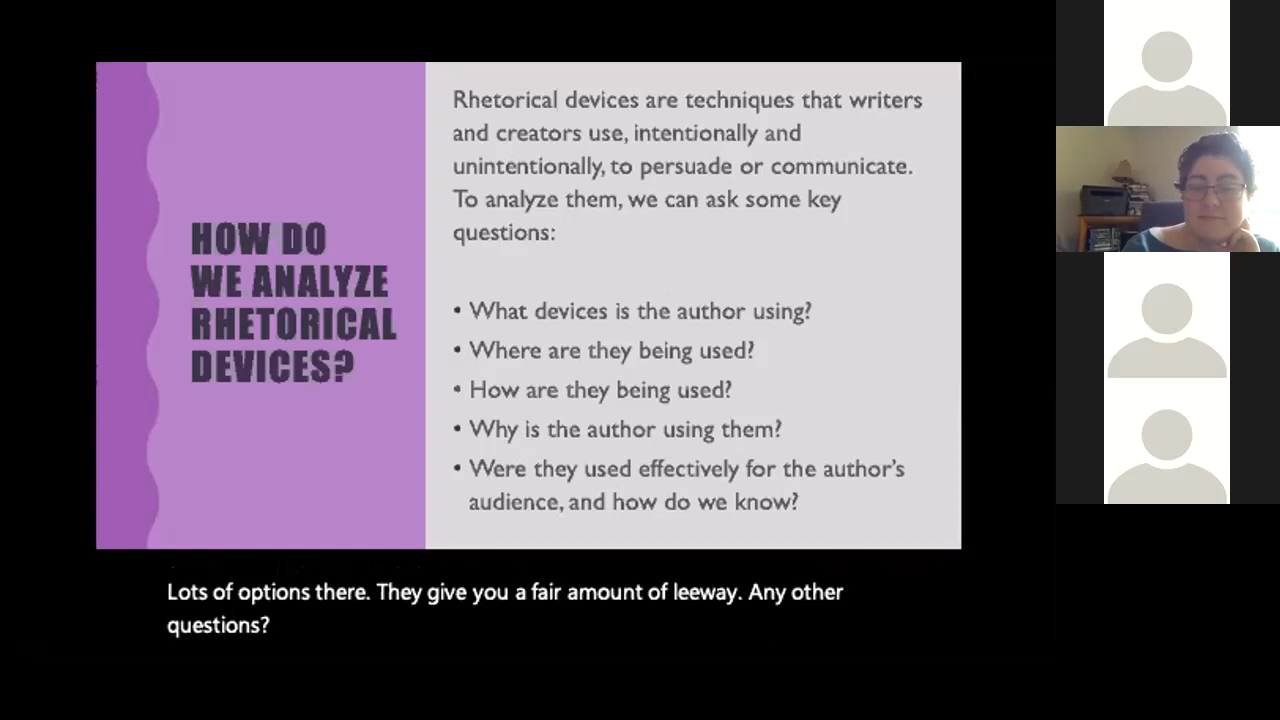 HOW DO
WE ANALYZE
RHETORICAL
DEVICES?
Rhetorical devices are techniques that writers
and creators use, intentionally and
unintentionally, to persuade or communicate.
To analyze them, we can ask some key
questions:
• What devices is the author using?
• Where are they being used?
• How are they being used?
• Why is the author using them?
• Were they used effectively for the author's
audience, and how do we know?
Lots of options there. They give you a fair amount of leeway. Any other
questions?